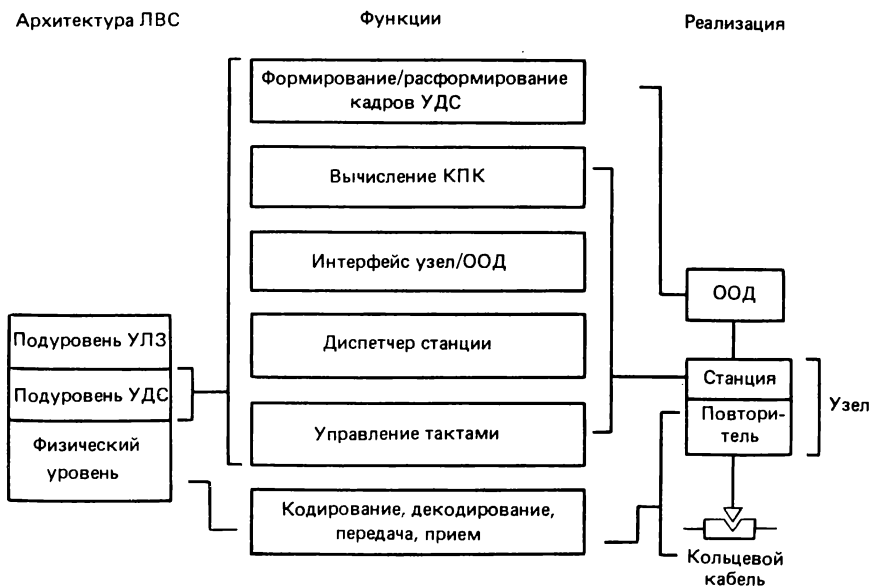 Архитектура ЛВС
Функции
Реализация
Формирование/расформирование
кадров УДС
Вычисление КПК
Интерфейс узел/ООД
Диспетчер станции
Управление тактами
Кодирование, декодирование,
передача, прием
Подуровень УЛЗ
Подуровень УДС
Физический
уровень
ООД
Станция
Повтори-
тель
Узел
Кольцевой
кабель